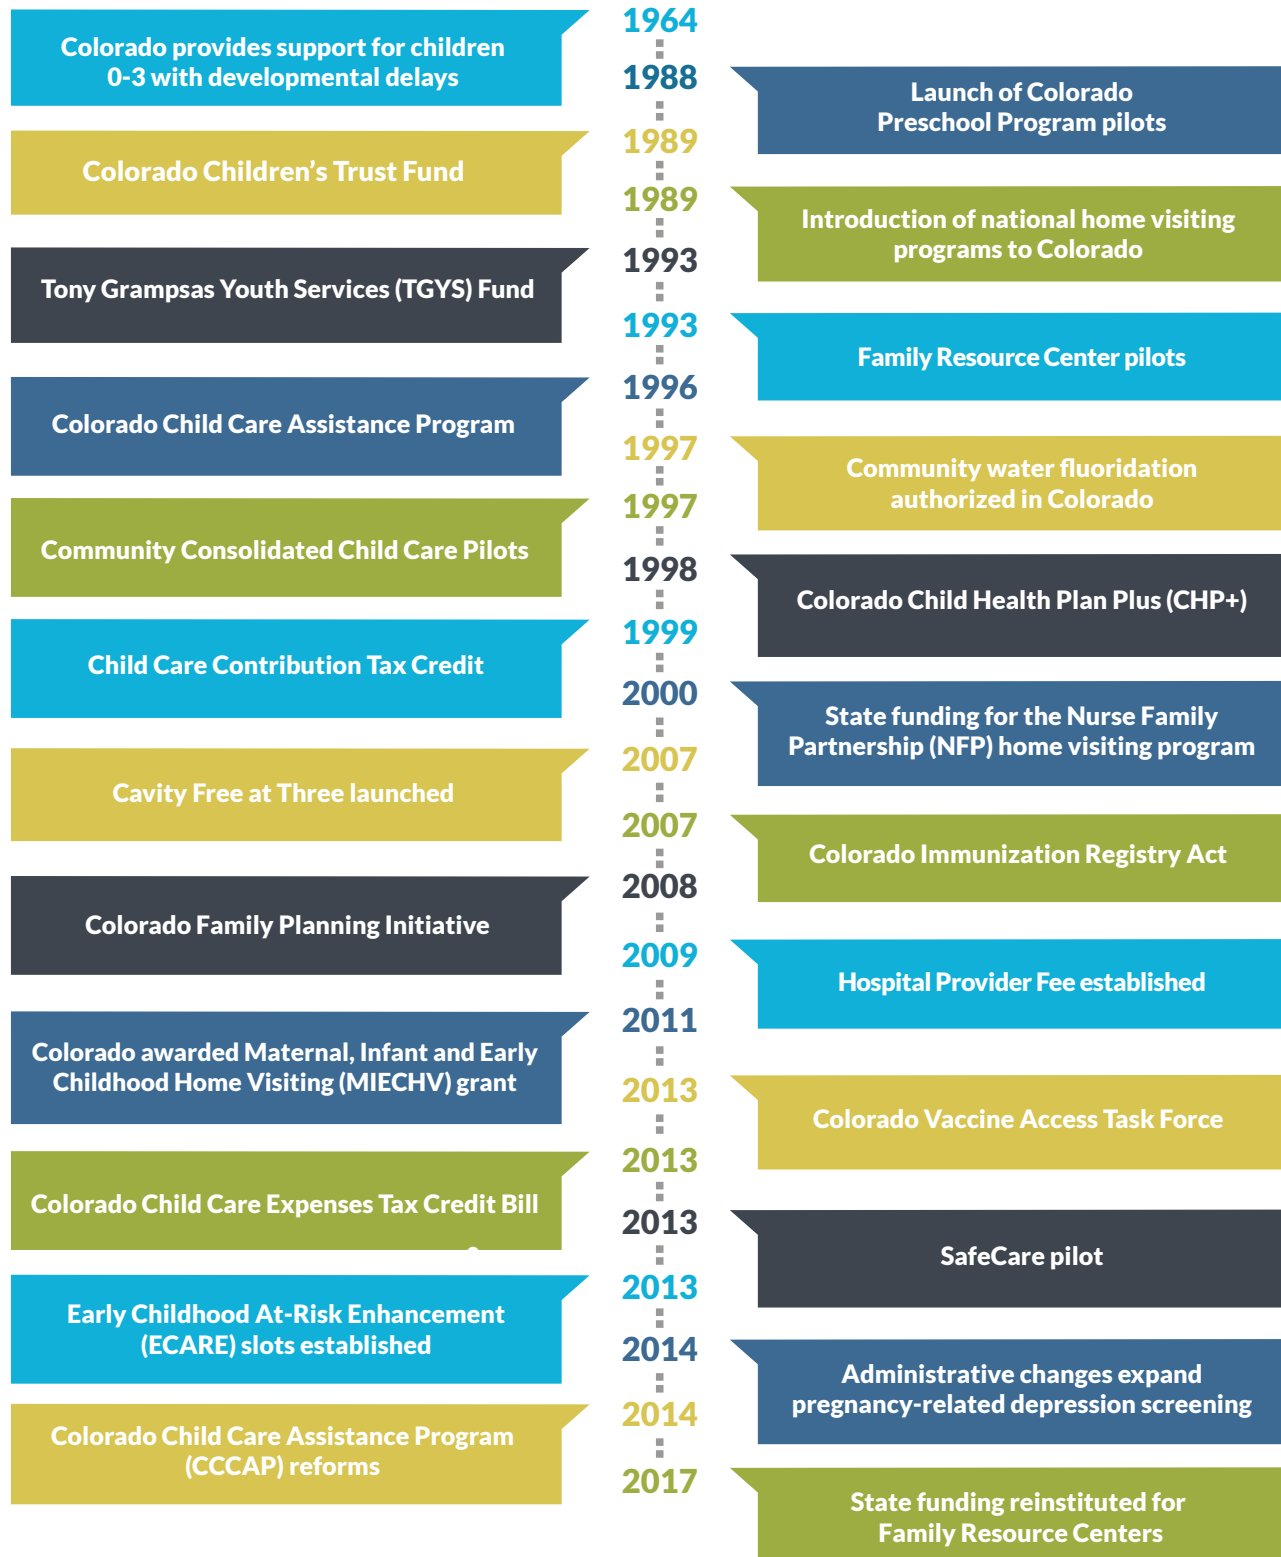 1964
Colorado provides support for children
0-3 with developmental delays
1988
Launch of Colorado
Preschool Program pilots
1989
Colorado Children's Trust Fund
1989
Introduction of national home visiting
programs to Colorado
1993
Tony Grampsas Youth Services (TGYS) Fund
1993
Family Resource Center pilots
1996
Colorado Child Care Assistance Program
1997
Community water fluoridation
authorized in Colorado
1997
Community Consolidated Child Care Pilots
1998
Colorado Child Health Plan Plus (CHP+)
1999
Child Care Contribution Tax Credit
2000
State funding for the Nurse Family
Partnership (NFP) home visiting program
2007
Cavity Free at Three launched
2007
Colorado Immunization Registry Act
2008
Colorado Family Planning Initiative
2009
Hospital Provider Fee established
2011
Colorado awarded Maternal, Infant and Early
Childhood Home Visiting (MIECHV) grant
2013
Colorado Vaccine Access Task Force
2013
Colorado Child Care Expenses Tax Credit Bill
2013
SafeCare pilot
2013
Early Childhood At-Risk Enhancement
(ECARE) slots established
2014
Administrative changes expand
pregnancy-related depression screening
2014
Colorado Child Care Assistance Program
(CCCAP) reforms
2017
State funding reinstituted for
Family Resource Centers